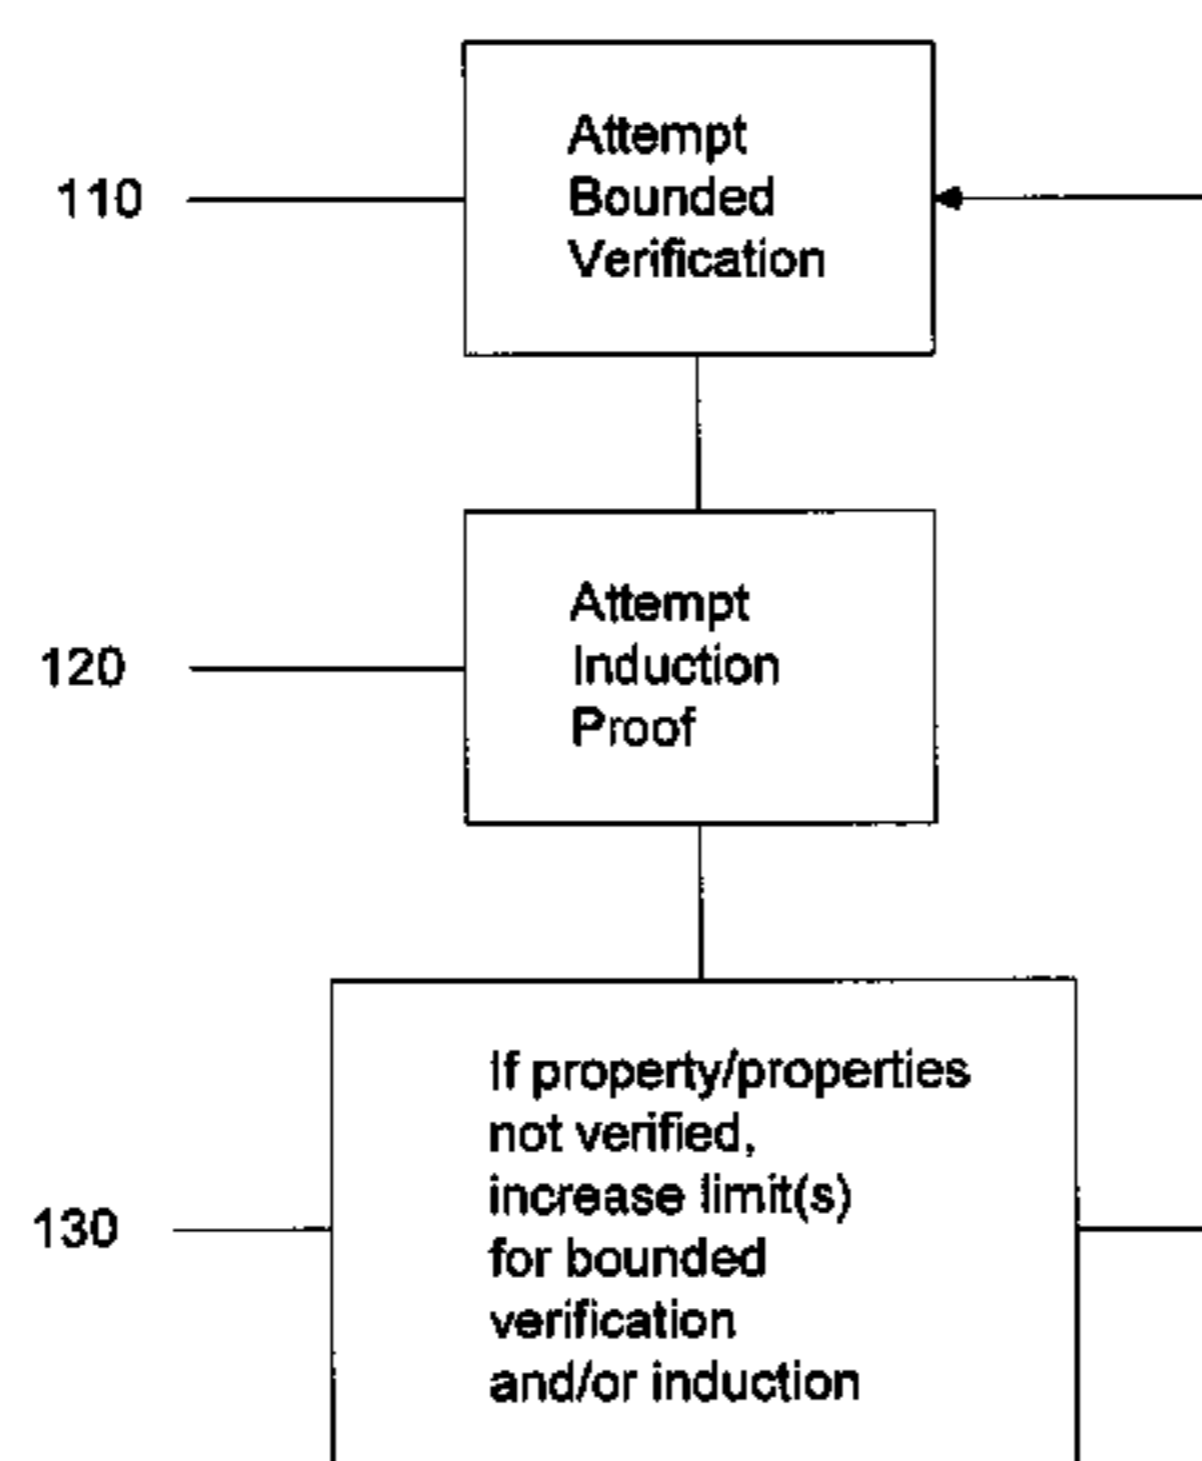 110
Attempt
Bounded
Verification
120
Attempt
Induction
Proof
130
If property/properties
not verified,
increase limit(s)
for bounded
verification
and/or induction